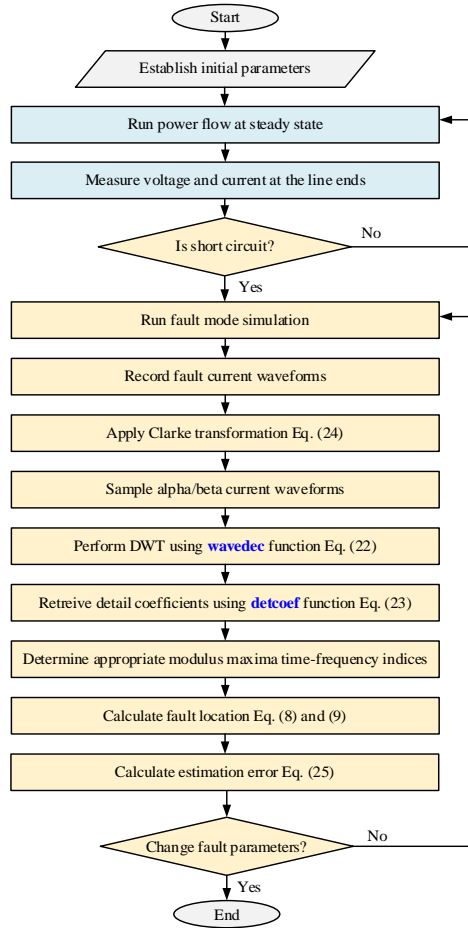 Start
Establish initial parameters
Run power flow at steady state
Measure voltage and current at the line ends
Is short circuit?
No
Yes
Run fault mode simulation
Record fault current waveforms
Apply Clarke transformation Eq. (24)
Sample alpha/beta current waveforms
Perform DWT using wavedec function Eq. (22)
Retreive detail coefficients using detcoef function Eq. (23)
Determine appropriate modulus maxima time-frequency indices
Calculate fault location Eq. (8) and (9)
Calculate estimation error Eq. (25)
Change fault parameters?
No
Yes
End